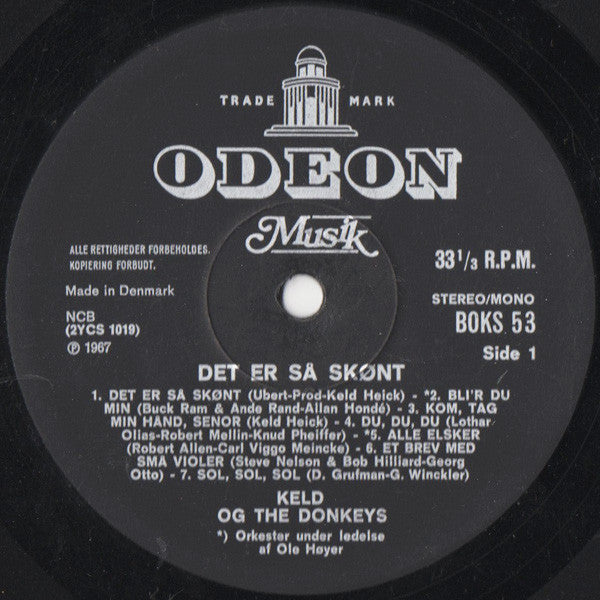 TRADE MARK
ODEON
Musik
ALLE RETTIGHEDER FORBEHOLDES.
KOPIERING FORBUDT.
Made in Denmark
NCB
(2YCS 1019)
℗ 1967
33 1/3 R.P.M.
STEREO/MONO
BOKS 53
Side 1
DET ER SÅ SKØNT
1. DET ER SÅ SKØNT (Ubert-Prod-Keld Heick) - *2. BLI'R DU
MIN (Buck Ram & Ande Rand-Allan Hondé) - 3. KOM, TAG
MIN HAND, SENOR (Keld Heick) - 4. DU, DU, DU (Lothar
Ollas-Robert Mellin-Knud Pheiffer) - *5. ALLE ELSKER
(Robert Allen-Carl Viggo Meincke) - 6. ET BREV MED
SMÅ VIOLER (Steve Nelson & Bob Hilliard-Georg
Otto) - 7. SOL, SOL, SOL (D. Grufman-G. Winckler)
KELD
OG THE DONKEYS
*) Orkester under ledelse
af Ole Høyer